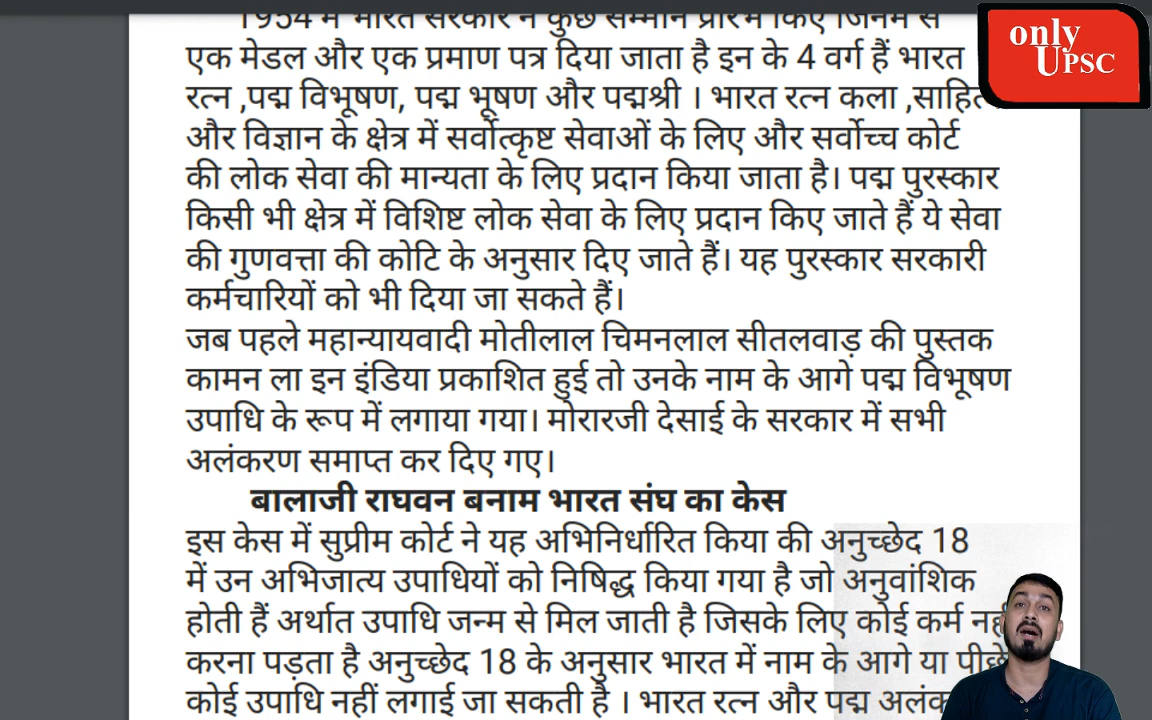 1954 में भारत सरकार ने कुछ सम्मान प्रारंभ किए जिनमें से
एक मेडल और एक प्रमाण पत्र दिया जाता है इन के 4 वर्ग हैं भारत
रत्न ,पद्म विभूषण, पद्म भूषण और पद्मश्री । भारत रत्न कला
और विज्ञान के क्षेत्र में सर्वोत्कृष्ट सेवाओं के लिए और सर्वोच्च कोर्ट
की लोक सेवा की मान्यता के लिए प्रदान किया जाता है। पद्म पुरस्कार
किसी भी क्षेत्र में विशिष्ट लोक सेवा के लिए प्रदान किए जाते हैं ये सेवा
की गुणवत्ता की कोटि के अनुसार दिए जाते हैं। यह पुरस्कार सरकारी
कर्मचारियों को भी दिया जा सकते हैं।
जब पहले महान्यायवादी मोतीलाल चिमनलाल सीतलवाड़ की पुस्तक
कामन ला इन इंडिया प्रकाशित हुई तो उनके नाम के आगे पद्म विभूषण
उपाधि के रूप में लगाया गया। मोरारजी देसाई के सरकार में सभी
अलंकरण समाप्त कर दिए गए।
बालाजी राघवन बनाम भारत संघ का केस
इस केस में सुप्रीम कोर्ट ने यह अभिनिर्धारित किया की अनुच्छेद 18
में उन अभिजात्य उपाधियों को निषिद्ध किया गया है जो अनुवांशिक
होती हैं अर्थात उपाधि जन्म से मिल जाती है जिसके लिए कोई कर्म
करना पड़ता है अनुच्छेद 18 के अनुसार भारत में नाम के आगे या पीछे
कोई उपाधि नहीं लगाई जा सकती है । भारत रत्न और पद्म
only
UPSC